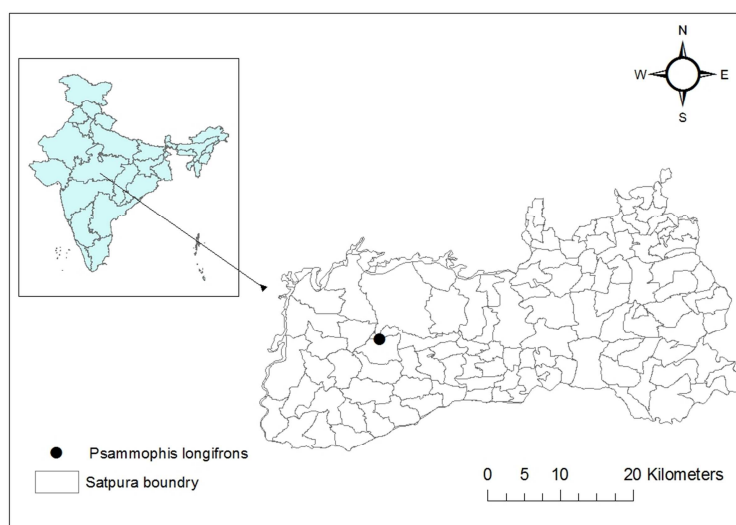 N
W E
S
Psammophis longifrons
Satpura boundry
0 5 10 20 Kilometers